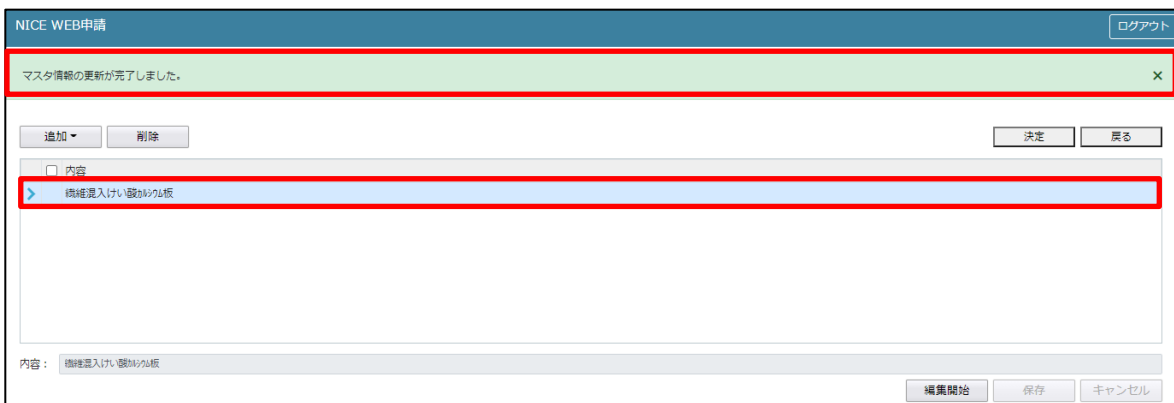 NICE WEB申請
ログアウト
マスタ情報の更新が完了しました。
×
追加 削除
決定 戻る
内容
繊維混入けい酸ｶﾙｼｳﾑ板
内容： 繊維混入けい酸ｶﾙｼｳﾑ板
編集開始 保存 キャンセル